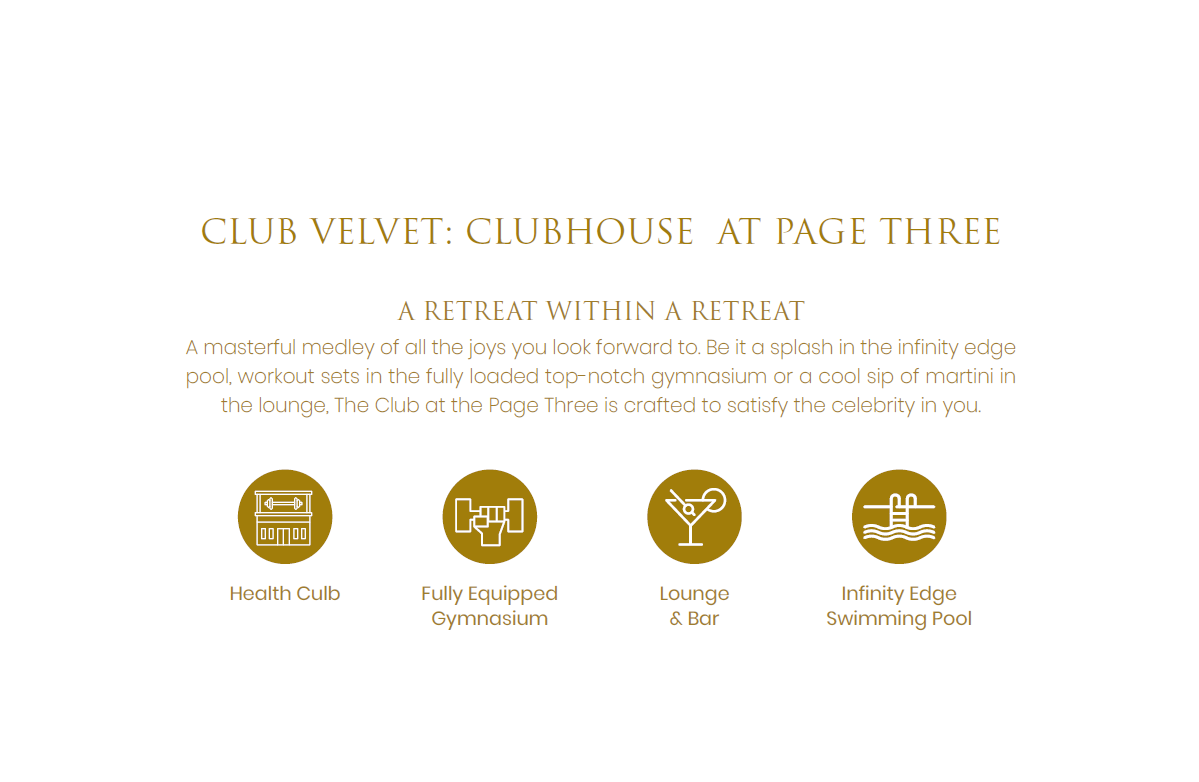 CLUB VELVET: CLUBHOUSE AT PAGE THREE
A RETREAT WITHIN A RETREAT
A masterful medley of all the joys you look forward to. Be it a splash in the infinity edge
pool, workout sets in the fully loaded top-notch gymnasium or a cool sip of martini in
the lounge, The Club at the Page Three is crafted to satisfy the celebrity in you.
Health Culb
Fully Equipped
Gymnasium
Lounge
& Bar
Infinity Edge
Swimming Pool